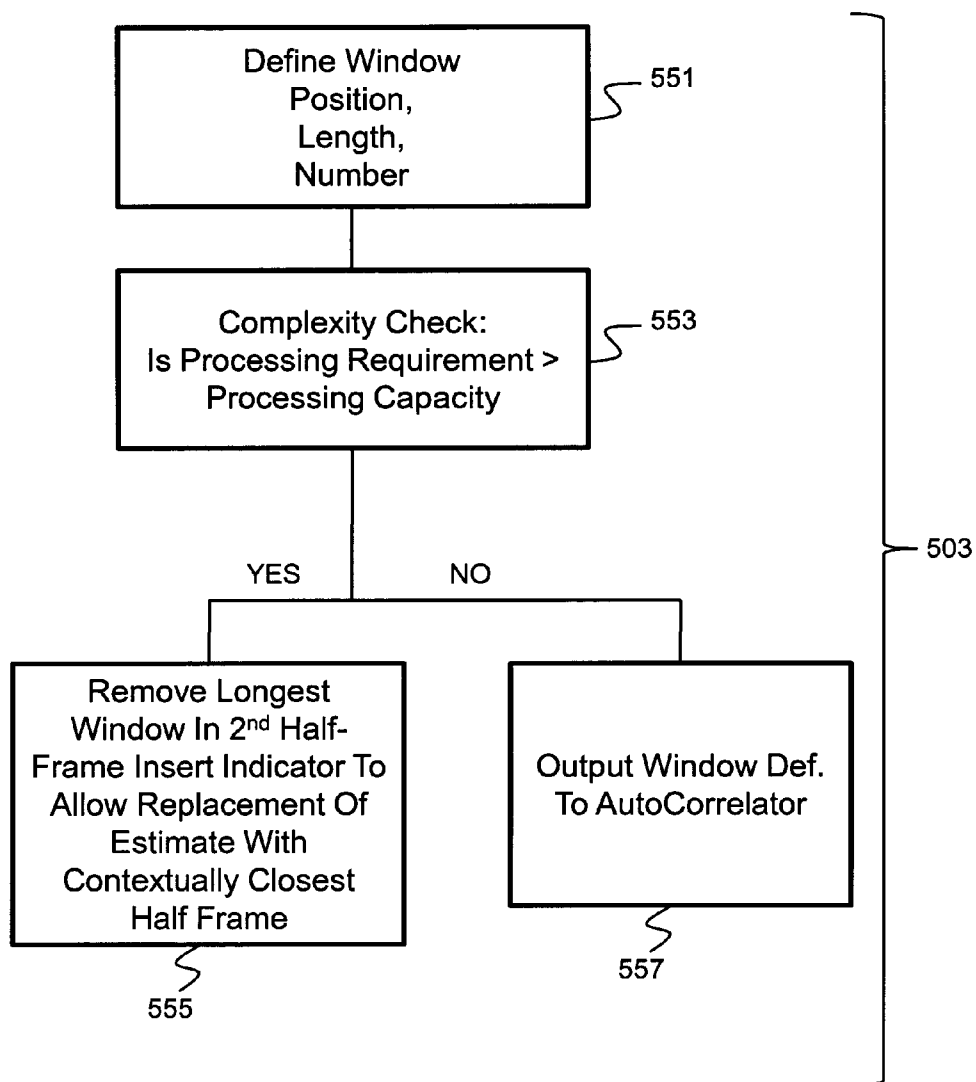 Define Window
Position,
Length,
Number
551
Complexity Check:
Is Processing Requirement >
Processing Capacity
553
503
YES
NO
Remove Longest
Window In 2nd Half-
Frame Insert Indicator To
Allow Replacement Of
Estimate With
Contextually Closest
Half Frame
Output Window Def.
To AutoCorrelator
555
557